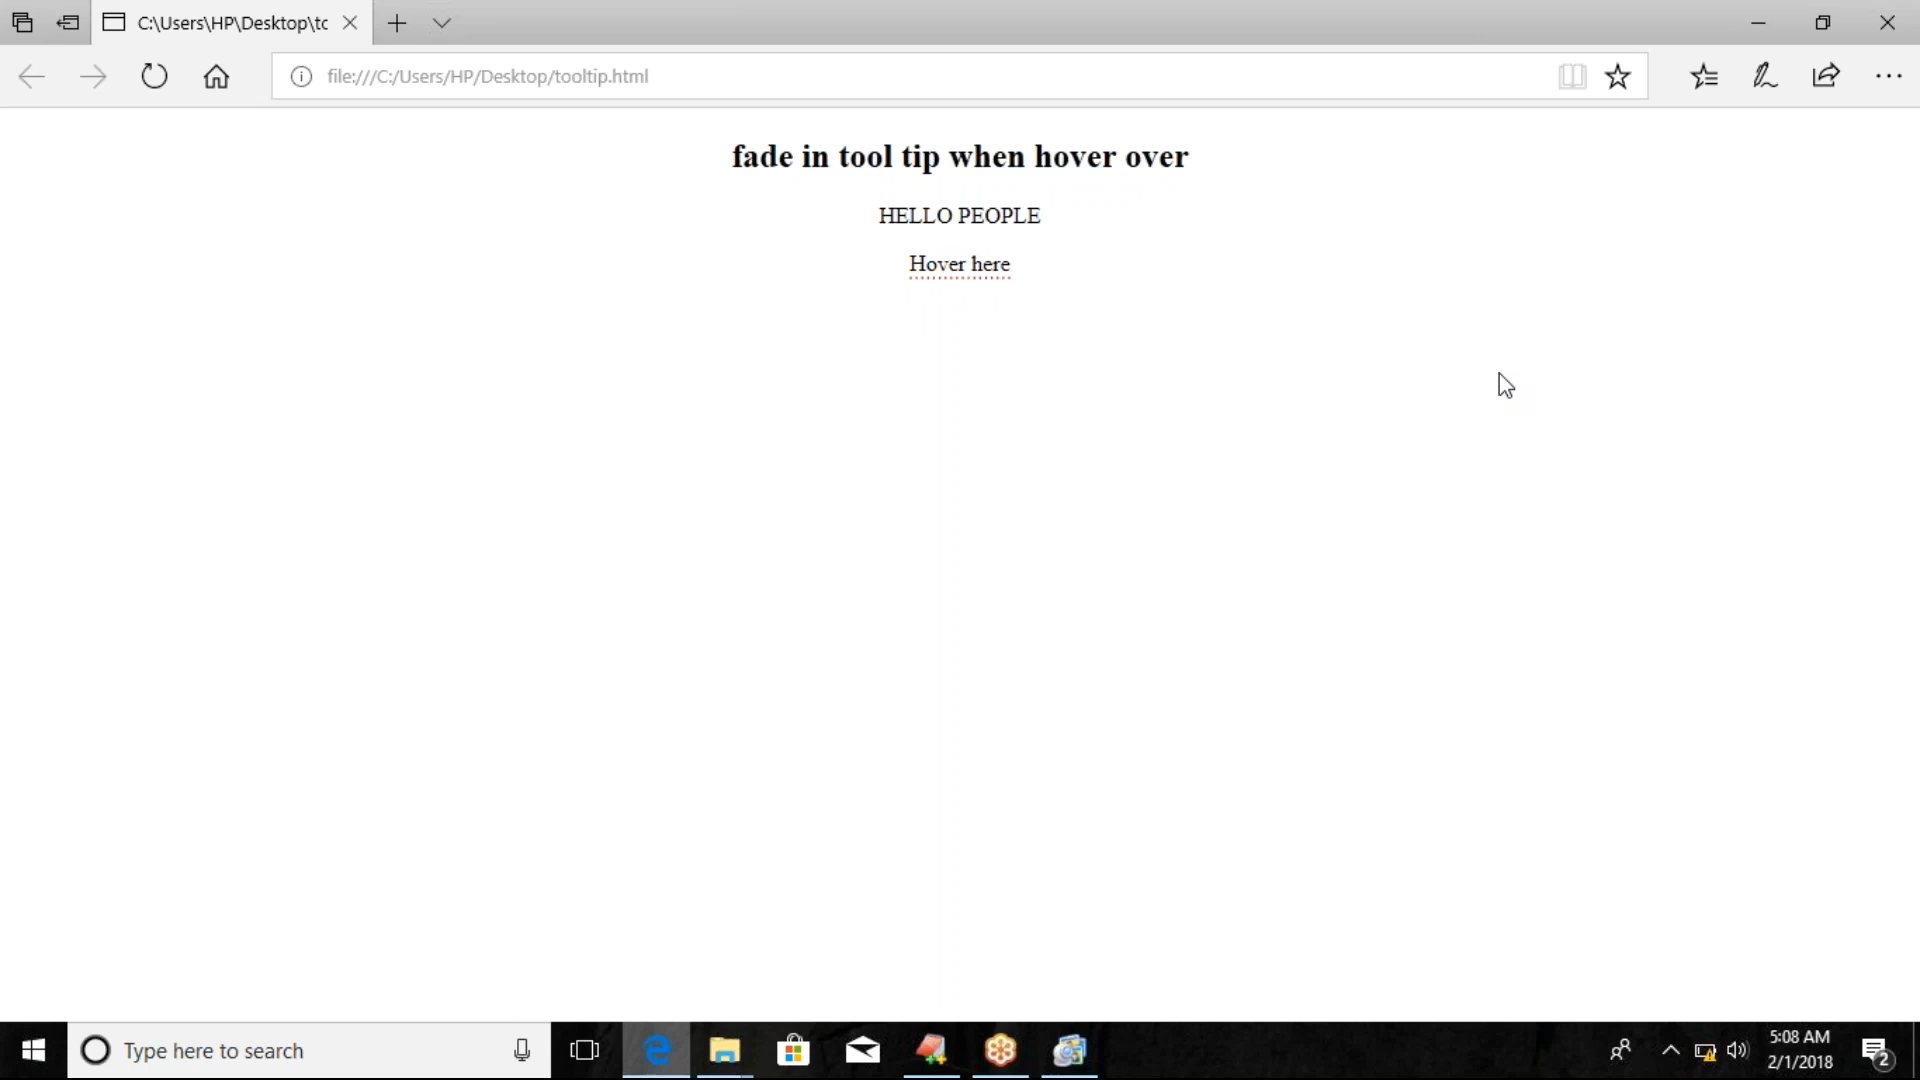 C:\Users\HP\Desktop\tc
file:///C:/Users/HP/Desktop/tooltip.html
fade in tool tip when hover over
HELLO PEOPLE
Hover here
Type here to search
5:08 AM
2/1/2018
2